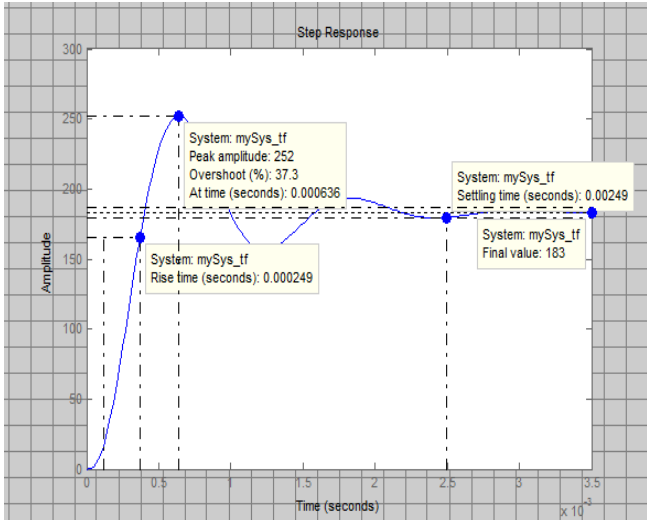 Step Response
300
250
200
150
100
50
0
Amplitude
System: mySys_tf
Peak amplitude: 252
Overshoot (%): 37.3
At time (seconds): 0.000636
System: mySys_tf
Settling time (seconds): 0.00249
System: mySys_tf
Final value: 183
System: mySys_tf
Rise time (seconds): 0.000249
0 0.5 1 1.5 2 2.5 3 3.5
Time (seconds)
x 10⁻³